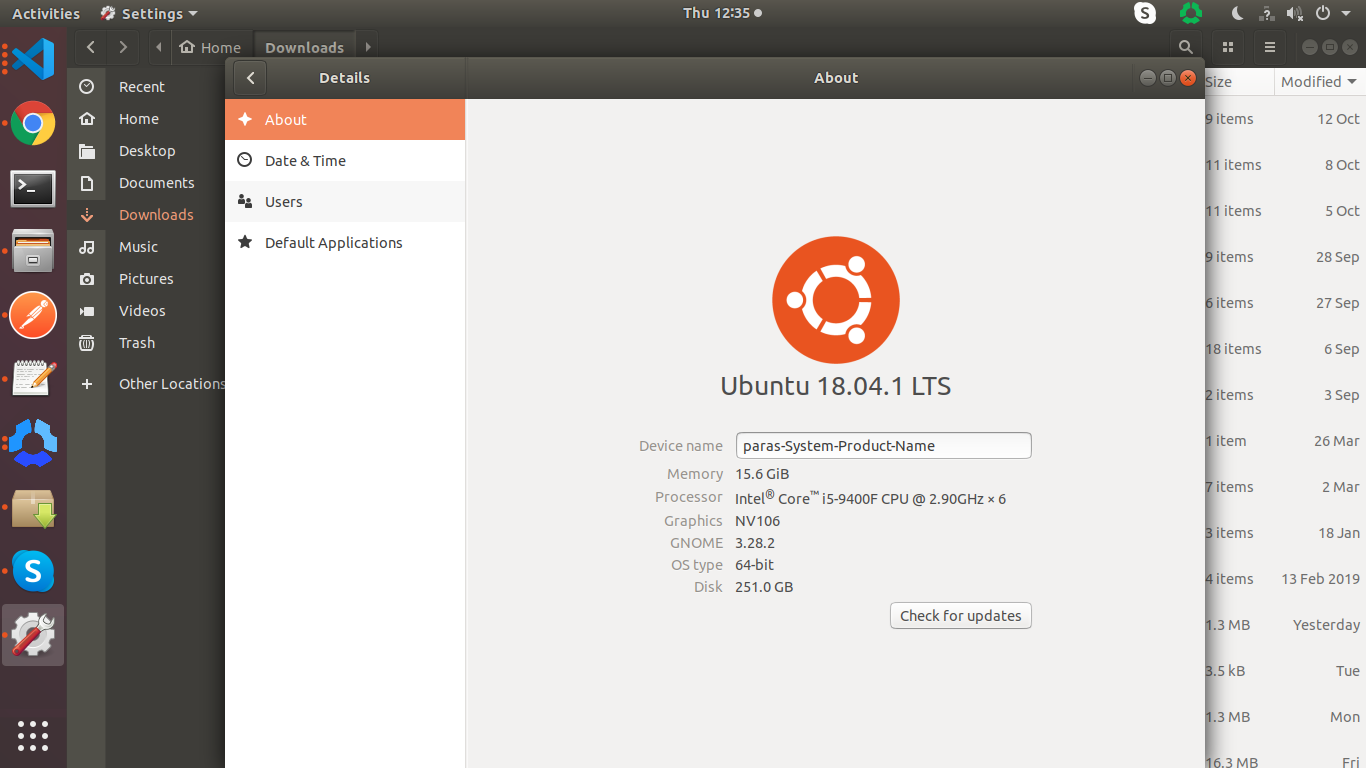 Activities Settings Thu 12:35
Home Downloads
Details About
Size Modified
Recent
Home
Desktop
Documents
Downloads
Music
Pictures
Videos
Trash
Other Locations
About
Date & Time
Users
Default Applications
Ubuntu 18.04.1 LTS
Device name paras-System-Product-Name
Memory 15.6 GiB
Processor Intel® Core™ i5-9400F CPU @ 2.90GHz × 6
Graphics NV106
GNOME 3.28.2
OS type 64-bit
Disk 251.0 GB
Check for updates
9 items 12 Oct
11 items 8 Oct
11 items 5 Oct
9 items 28 Sep
6 items 27 Sep
18 items 6 Sep
2 items 3 Sep
1 item 26 Mar
7 items 2 Mar
3 items 18 Jan
4 items 13 Feb 2019
1.3 MB Yesterday
3.5 kB Tue
1.3 MB Mon
16.3 MB Fri